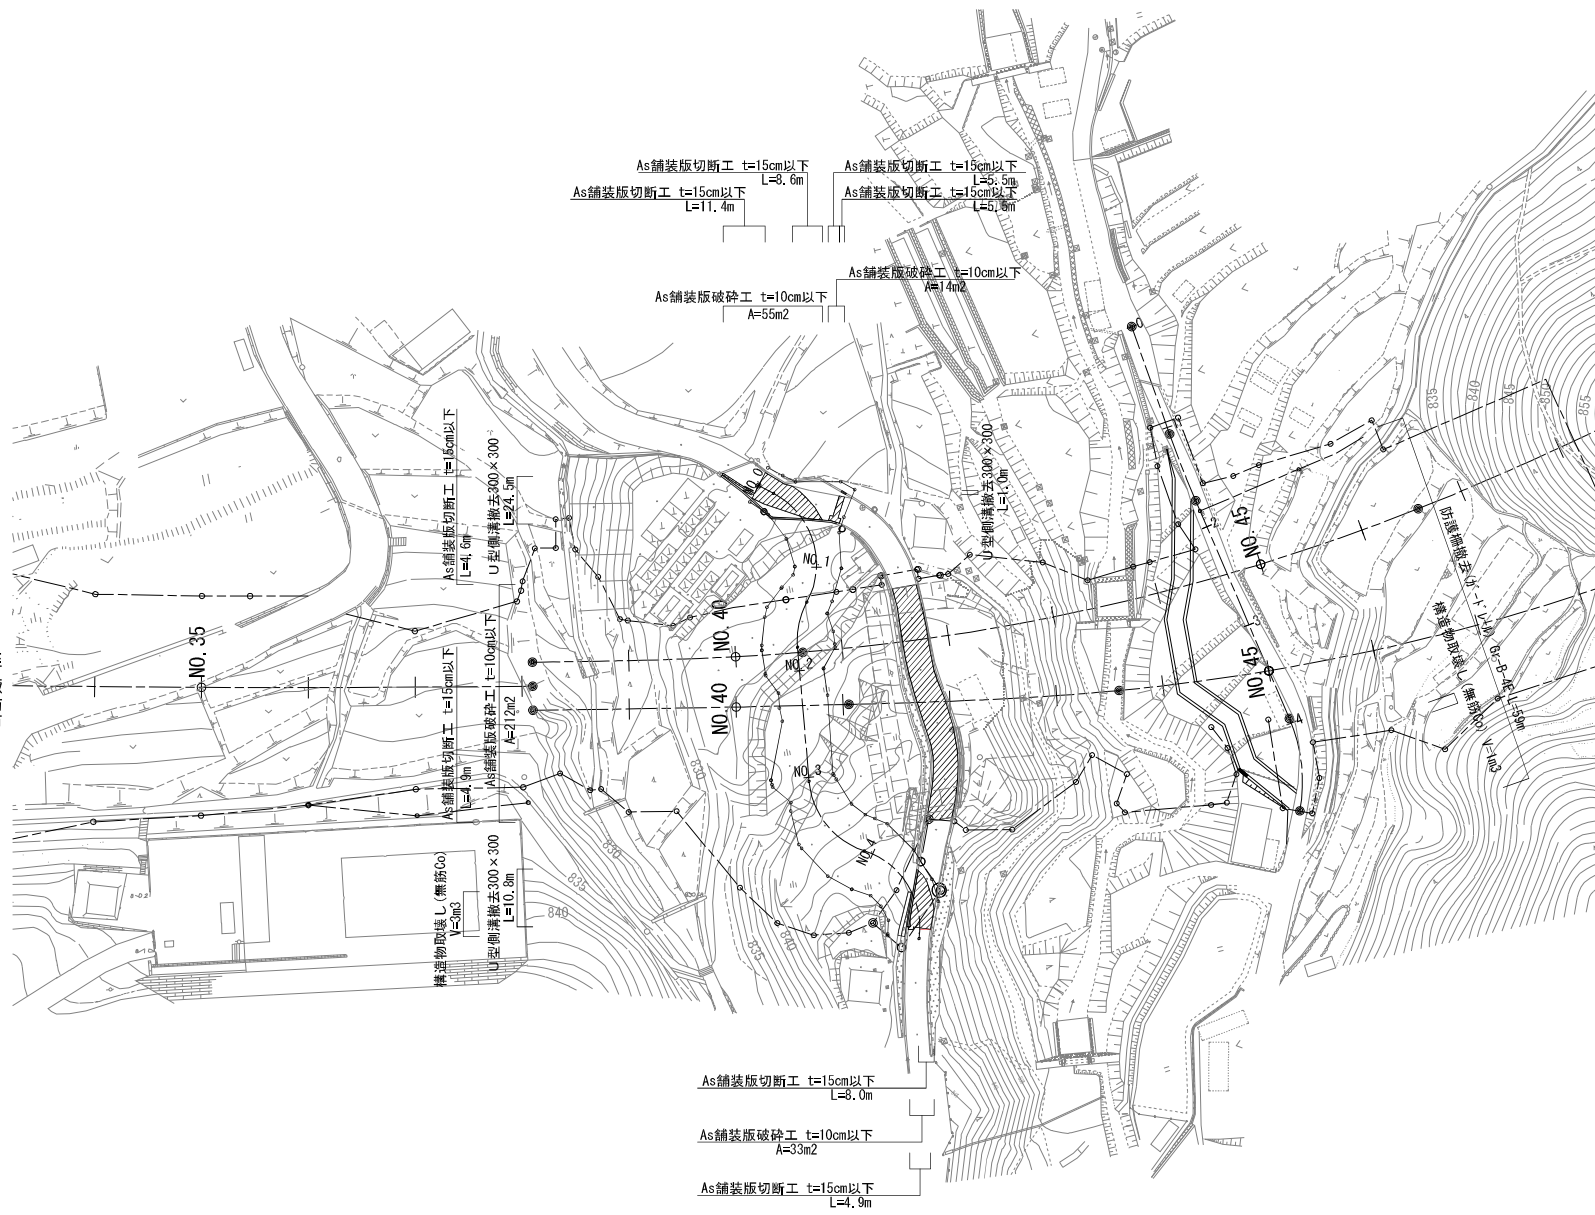 As舗装版切断工 t=15cm以下
L=8.6m
As舗装版切断工 t=15cm以下
L=5.5m
As舗装版切断工 t=15cm以下
L=11.4m
As舗装版切断工 t=15cm以下
L=5.5m
As舗装版破砕工 t=10cm以下
A=14m2
As舗装版破砕工 t=10cm以下
A=55m2
As舗装版切断工 t=15cm以下
L=4.6m
U型側溝撤去300×300
L=24.5m
U型側溝撤去300×300
L=1.0m
835
840
845
850
855
NO.0
NO.1
NO.2
NO.3
NO.4
NO.35
NO.40
NO.40
NO.45
NO.45
防護柵撤去(ガードレール) Gr-B-4E L=59m
構造物取壊し(無筋Co) V=1m3
As舗装版切断工 t=15cm以下
L=4.9m
As舗装版破砕工 t=10cm以下
A=212m2
構造物取壊し(無筋Co)
V=3m3
U型側溝撤去300×300
L=10.8m
830
830
835
840
835
840
As舗装版切断工 t=15cm以下
L=8.0m
As舗装版破砕工 t=10cm以下
A=33m2
As舗装版切断工 t=15cm以下
L=4.9m